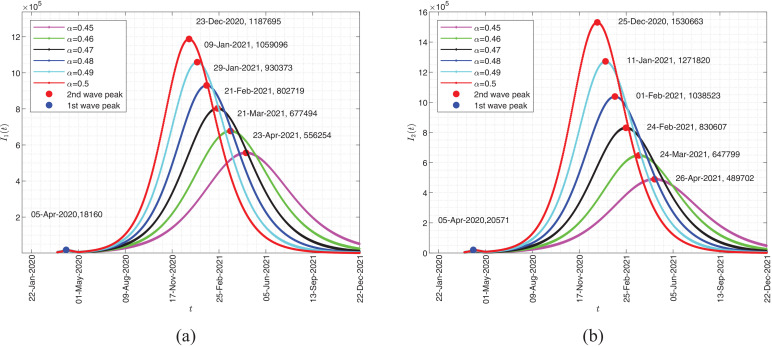 ×10^5
I_1(t)
12
10
8
6
4
2
α=0.45
α=0.46
α=0.47
α=0.48
α=0.49
α=0.5
2nd wave peak
1st wave peak
23-Dec-2020, 1187695
09-Jan-2021, 1059096
29-Jan-2021, 930373
21-Feb-2021, 802719
21-Mar-2021, 677494
23-Apr-2021, 556254
05-Apr-2020,18160
22-Jan-2020
01-May-2020
09-Aug-2020
17-Nov-2020
25-Feb-2021
05-Jun-2021
13-Sep-2021
22-Dec-2021
t
(a)
16 ×10^5
I_2(t)
14
12
10
8
6
4
2
0
α=0.45
α=0.46
α=0.47
α=0.48
α=0.49
α=0.5
2nd wave peak
1st wave peak
25-Dec-2020, 1530663
11-Jan-2021, 1271820
01-Feb-2021, 1038523
24-Feb-2021, 830607
24-Mar-2021, 647799
26-Apr-2021, 489702
05-Apr-2020,20571
22-Jan-2020
01-May-2020
09-Aug-2020
17-Nov-2020
25-Feb-2021
05-Jun-2021
13-Sep-2021
22-Dec-2021
t
(b)